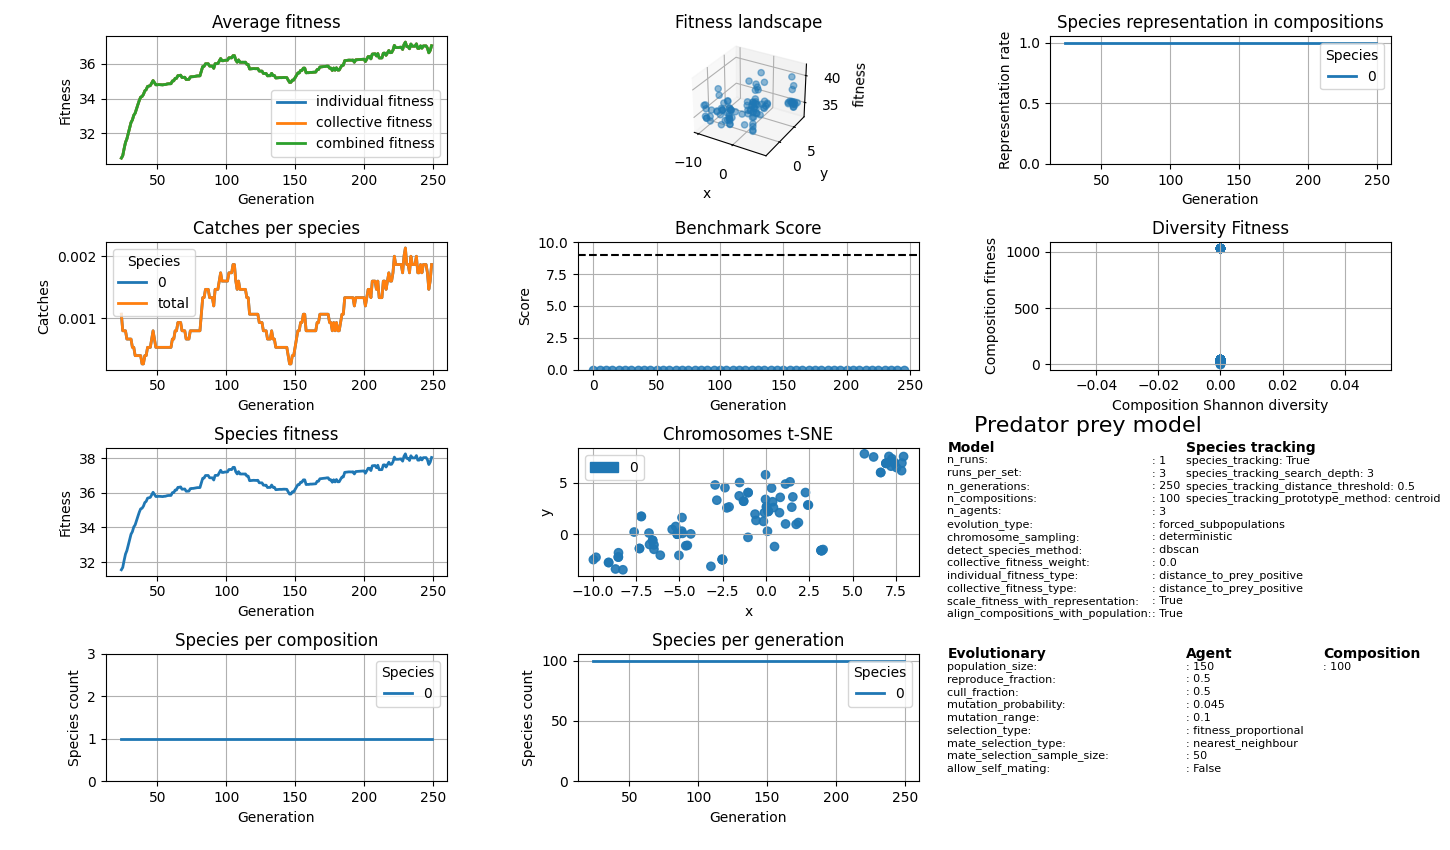 Average fitness
36
34
32
Fitness
individual fitness
collective fitness
combined fitness
50
100
150
200
250
Generation
Fitness landscape
40
35
fitness
−10
0
x
0
5
y
Species representation in compositions
1.0
0.5
0.0
Representation rate
Species
0
50
100
150
200
250
Generation
Catches per species
0.002
0.001
Catches
Species
0
total
50
100
150
200
250
Generation
Benchmark Score
10.0
7.5
5.0
2.5
0.0
Score
0
50
100
150
200
250
Generation
Diversity Fitness
1000
500
0
Composition fitness
−0.04
−0.02
0.00
0.02
0.04
Composition Shannon diversity
Species fitness
38
36
34
32
Fitness
50
100
150
200
250
Generation
Chromosomes t-SNE
0
5
0
y
−10.0
−7.5
−5.0
−2.5
0.0
2.5
5.0
7.5
x
Predator prey model
Model
n_runs: : 1
runs_per_set: : 3
n_generations: : 250
n_compositions: : 100
n_agents: : 3
evolution_type: : forced_subpopulations
chromosome_sampling: : deterministic
detect_species_method: : dbscan
collective_fitness_weight: : 0.0
individual_fitness_type: : distance_to_prey_positive
collective_fitness_type: : distance_to_prey_positive
scale_fitness_with_representation: : True
align_compositions_with_population: : True
Species tracking
species_tracking: True
species_tracking_search_depth: 3
species_tracking_distance_threshold: 0.5
species_tracking_prototype_method: centroid
Species per composition
3
2
1
0
Species count
Species
0
50
100
150
200
250
Generation
Species per generation
100
50
0
Species count
Species
0
50
100
150
200
250
Generation
Evolutionary Agent Composition
population_size: : 150 : 100
reproduce_fraction: : 0.5
cull_fraction: : 0.5
mutation_probability: : 0.045
mutation_range: : 0.1
selection_type: : fitness_proportional
mate_selection_type: : nearest_neighbour
mate_selection_sample_size: : 50
allow_self_mating: : False